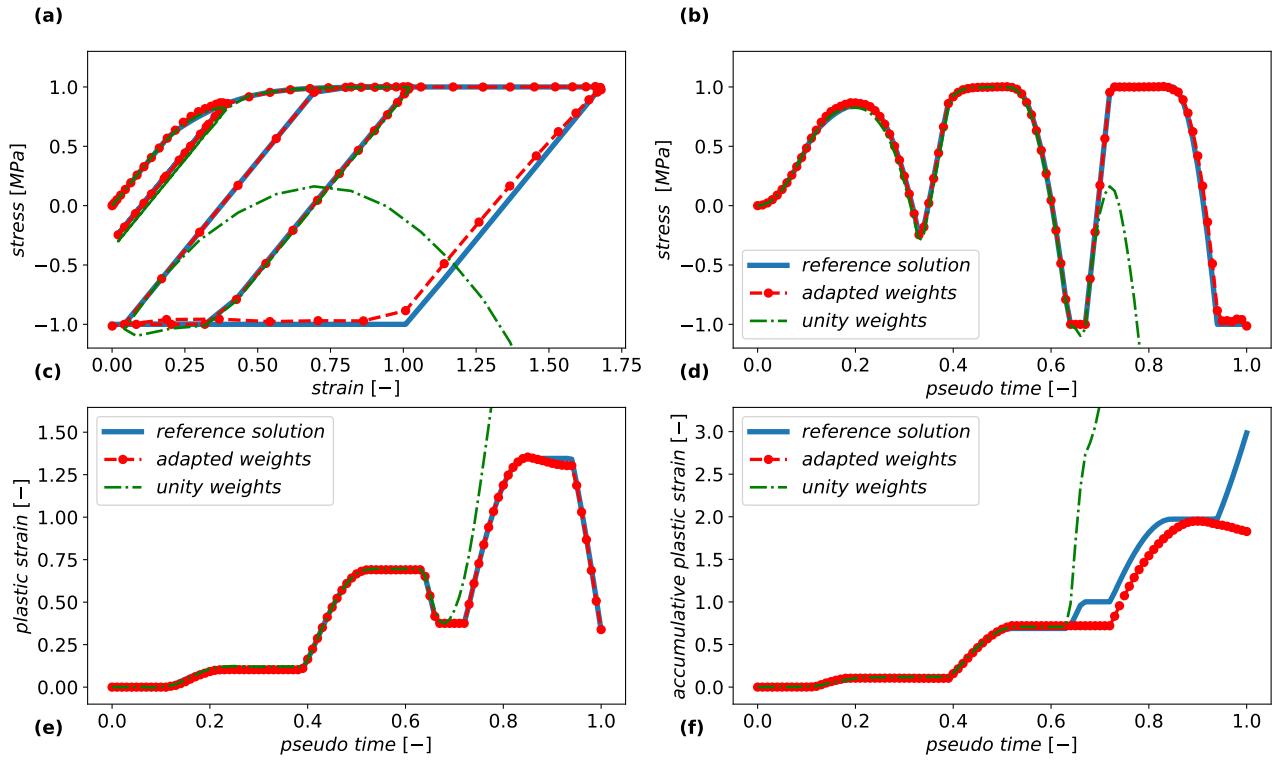 (a)
(b)
1.0
0.5
0.0
−0.5
−1.0
stress [MPa]
0.00 0.25 0.50 0.75 1.00 1.25 1.50 1.75
strain [−]
1.0
0.5
0.0
−0.5
−1.0
stress [MPa]
reference solution
adapted weights
unity weights
0.0 0.2 0.4 0.6 0.8 1.0
pseudo time [−]
(c)
(d)
1.50
1.25
1.00
0.75
0.50
0.25
0.00
plastic strain [−]
reference solution
adapted weights
unity weights
0.0 0.2 0.4 0.6 0.8 1.0
pseudo time [−]
3.0
2.5
2.0
1.5
1.0
0.5
0.0
accumulative plastic strain [−]
reference solution
adapted weights
unity weights
0.0 0.2 0.4 0.6 0.8 1.0
pseudo time [−]
(e)
(f)